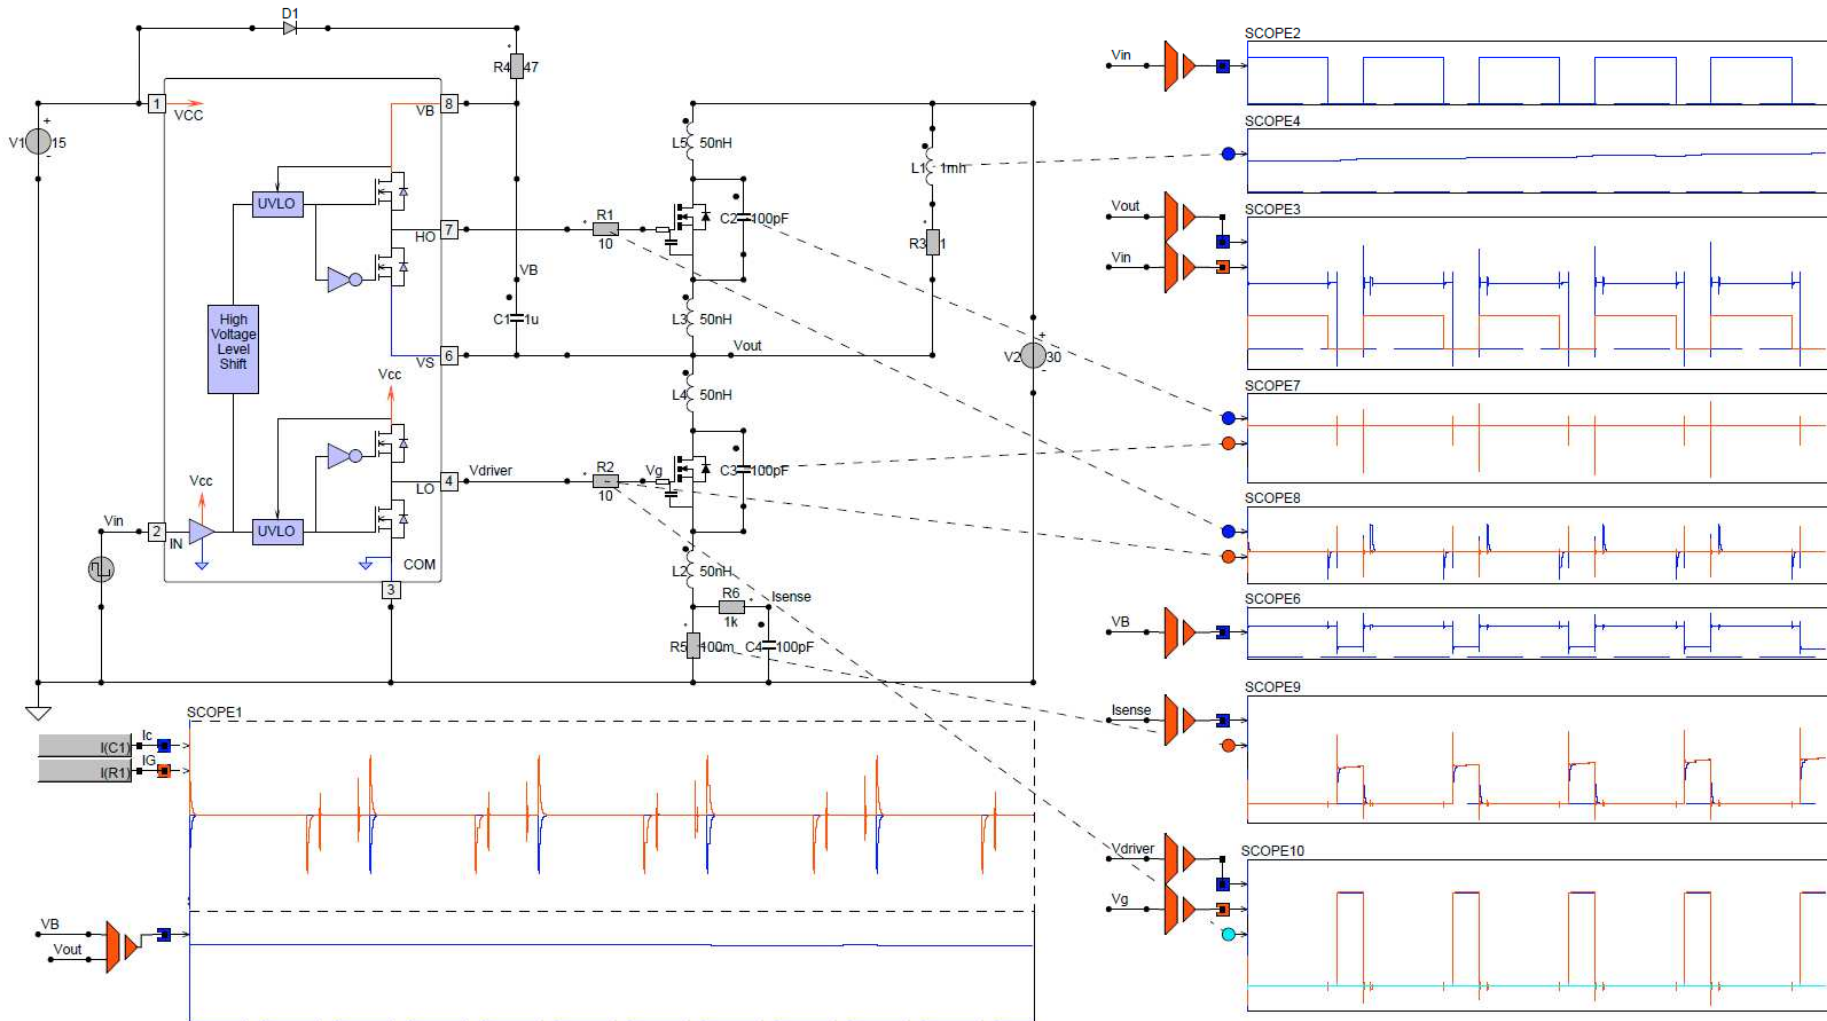 D1
R4 47
1
VCC
VB 8
V1 15
+
-
UVLO
HO 7
High
Voltage
Level
Shift
VS 6
Vcc
Vcc
LO 4
Vin
2
IN
UVLO
COM
3
VB
C1 1u
R1
10
L5 50nH
C2 100pF
L3 50nH
Vout
L4 50nH
Vdriver
R2
10
Vg
C3 100pF
L2 50nH
R6
1k
Isense
R5 100m
C4 100pF
L1 1mh
R3 1
V2 30
+
-
SCOPE2
Vin
SCOPE4
SCOPE3
Vout
Vin
SCOPE7
SCOPE8
SCOPE6
VB
SCOPE9
Isense
SCOPE10
Vdriver
Vg
SCOPE1
I(C1) Ic
I(R1) IG
VB
Vout